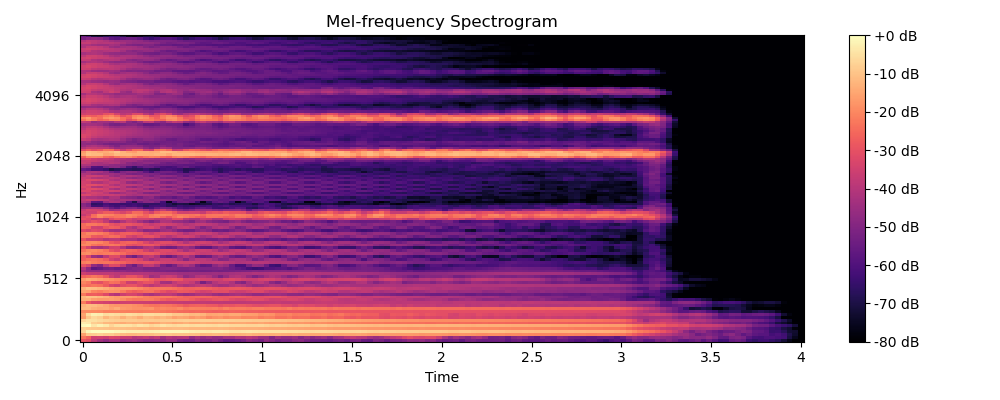 Mel-frequency Spectrogram
+0 dB
-10 dB
-20 dB
-30 dB
-40 dB
-50 dB
-60 dB
-70 dB
-80 dB
Hz
4096
2048
1024
512
0
0 0.5 1 1.5 2 2.5 3 3.5 4
Time